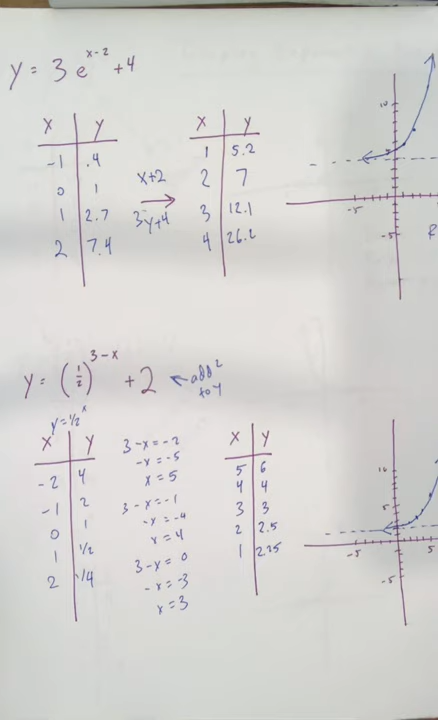 y = 3e^(x-2) + 4
x | y
-1 | .4
0 | 1
1 | 2.7
2 | 7.4
x+2
3y+4
x | y
1 | 5.2
2 | 7
3 | 12.1
4 | 26.2
10
-5
-5
R
y = (1/2)^(3-x) + 2
add 2
to y
y = ½^x
x | y
-2 | 4
-1 | 2
0 | 1
1 | 1/2
2 | 1/4
3-x=-2
-x=-5
x=5
3-x=-1
-x=-4
x=4
3-x=0
-x=-3
x=3
x | y
5 | 6
4 | 4
3 | 3
2 | 2.5
1 | 2.25
10
5
-5
5
-5